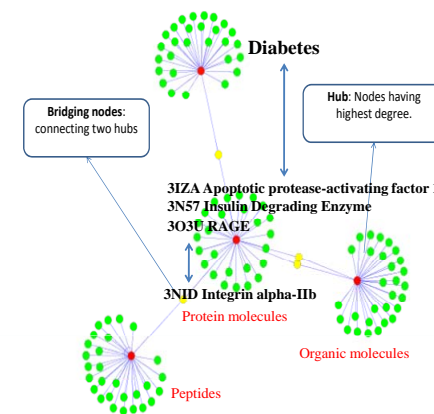 Diabetes
Bridging nodes:
connecting two hubs
Hub: Nodes having
highest degree.
3IZA Apoptotic protease-activating factor 1
3N57 Insulin Degrading Enzyme
3O3U RAGE
3NID Integrin alpha-IIb
Protein molecules
Organic molecules
Peptides